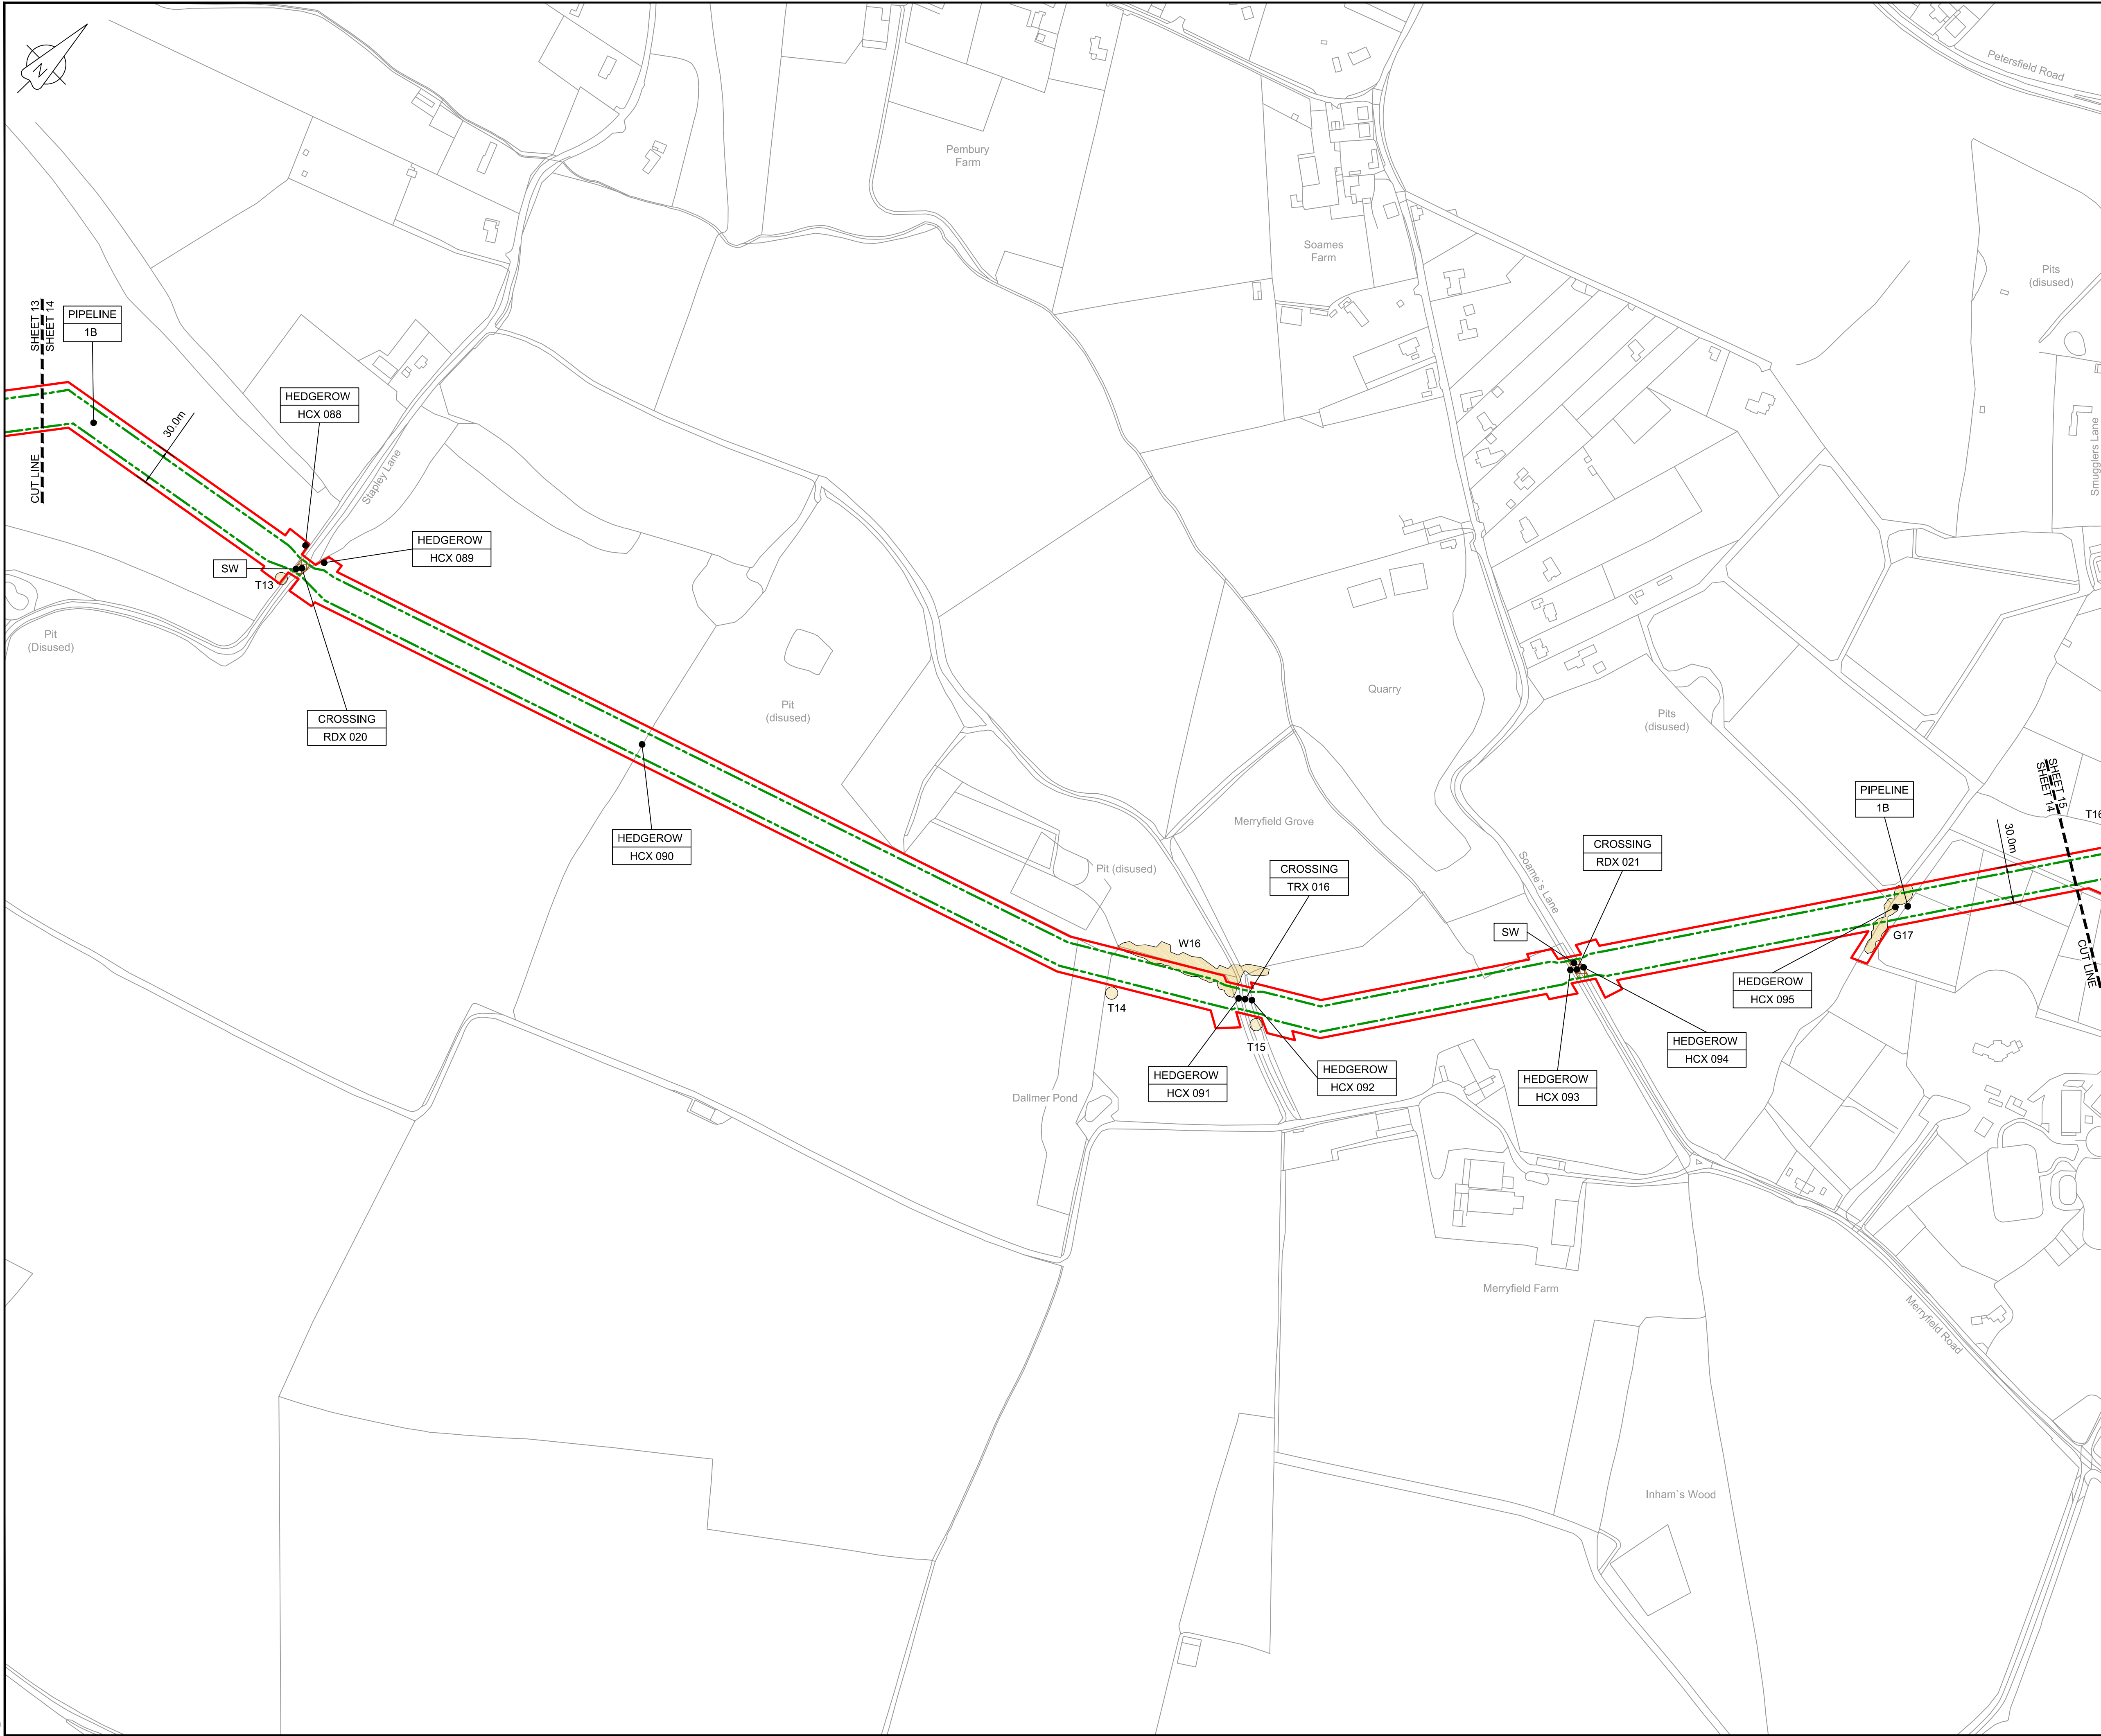 N
Petersfield Road
Pembury
Farm
Soames
Farm
Pits
(disused)
SHEET 13
SHEET 14
CUT LINE
PIPELINE
1B
30.0m
HEDGEROW
HCX 088
Stapley Lane
Smugglers Lane
HEDGEROW
HCX 089
SW
T13
Pit
(Disused)
CROSSING
RDX 020
Pit
(disused)
Quarry
Pits
(disused)
HEDGEROW
HCX 090
Merryfield Grove
Pit (disused)
CROSSING
TRX 016
Soame`s Lane
CROSSING
RDX 021
PIPELINE
1B
30.0m
SHEET 15
SHEET 14
T16
CUT LINE
W16
SW
G17
HEDGEROW
HCX 095
T14
T15
HEDGEROW
HCX 091
HEDGEROW
HCX 092
HEDGEROW
HCX 093
HEDGEROW
HCX 094
Dallmer Pond
Merryfield Farm
Merryfield Road
Inham`s Wood